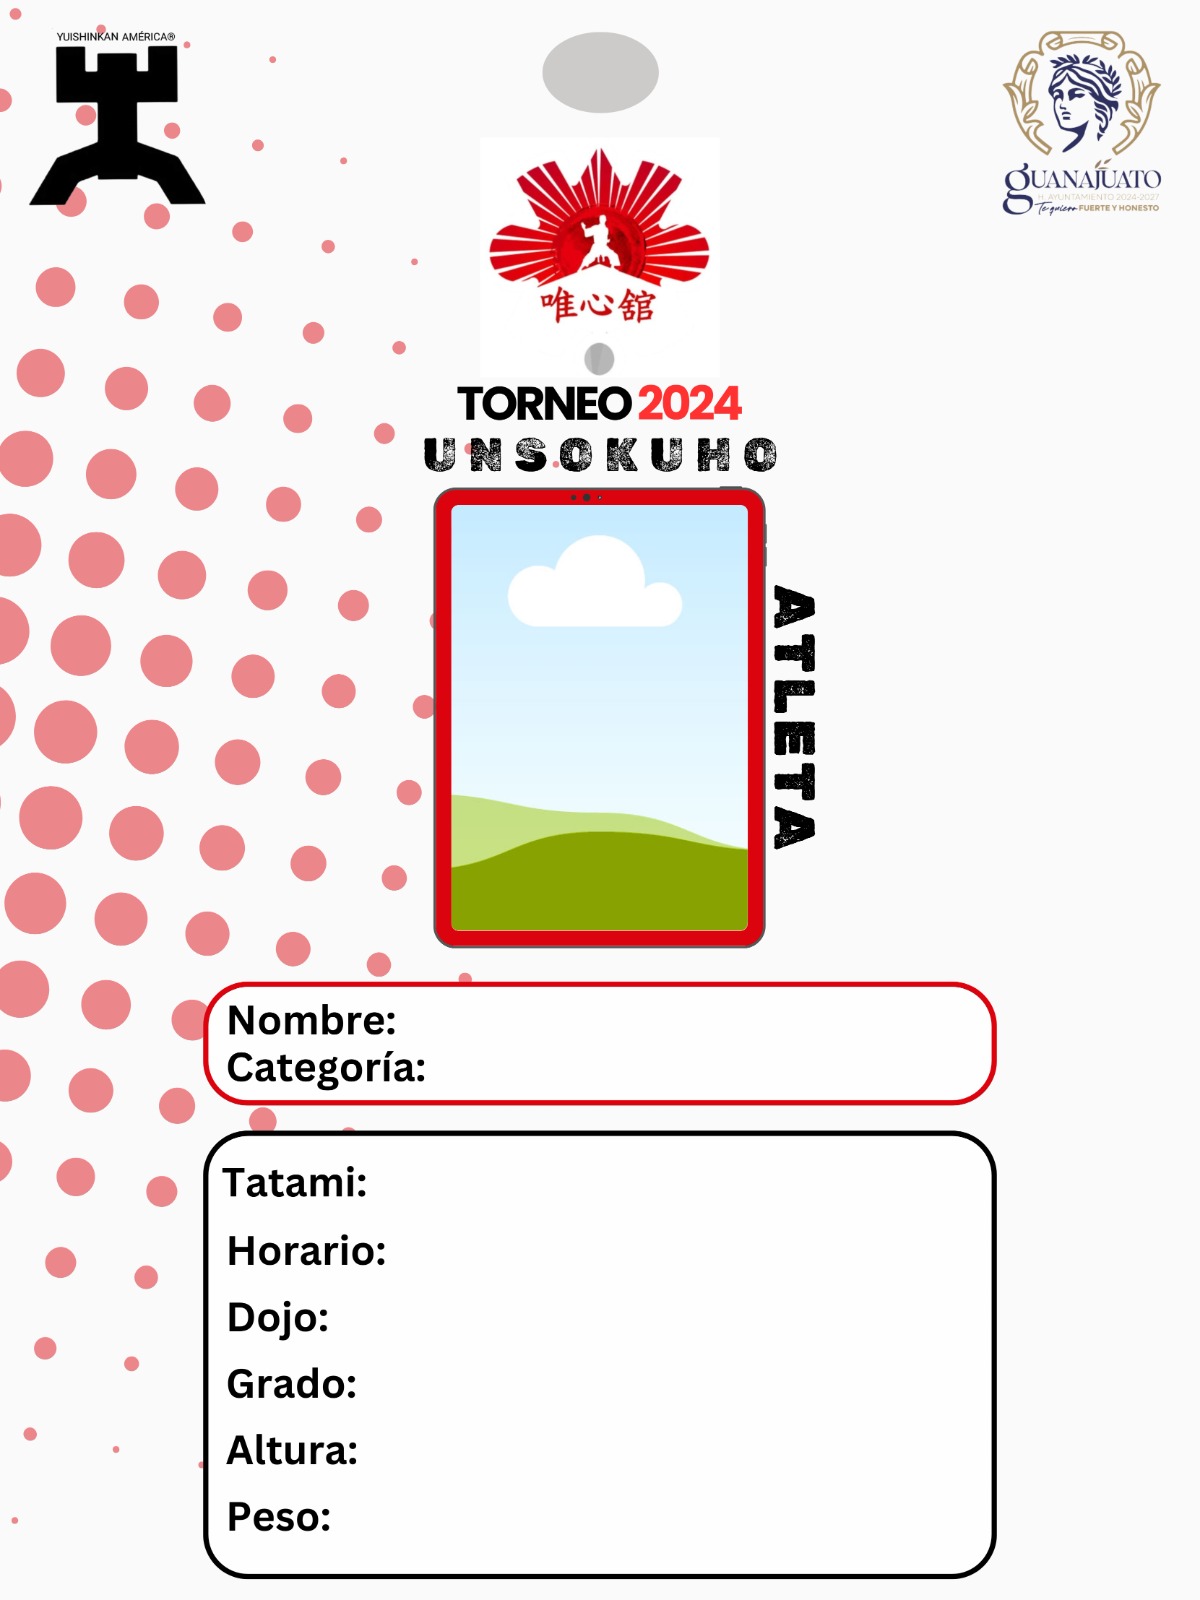 YUISHINKAN AMÉRICA®
GUANAJUATO
H. AYUNTAMIENTO 2024-2027
Te quiero FUERTE Y HONESTO
唯心舘
TORNEO 2024
UNSOKUHO
ATLETA
Nombre:
Categoría:
Tatami:
Horario:
Dojo:
Grado:
Altura:
Peso: